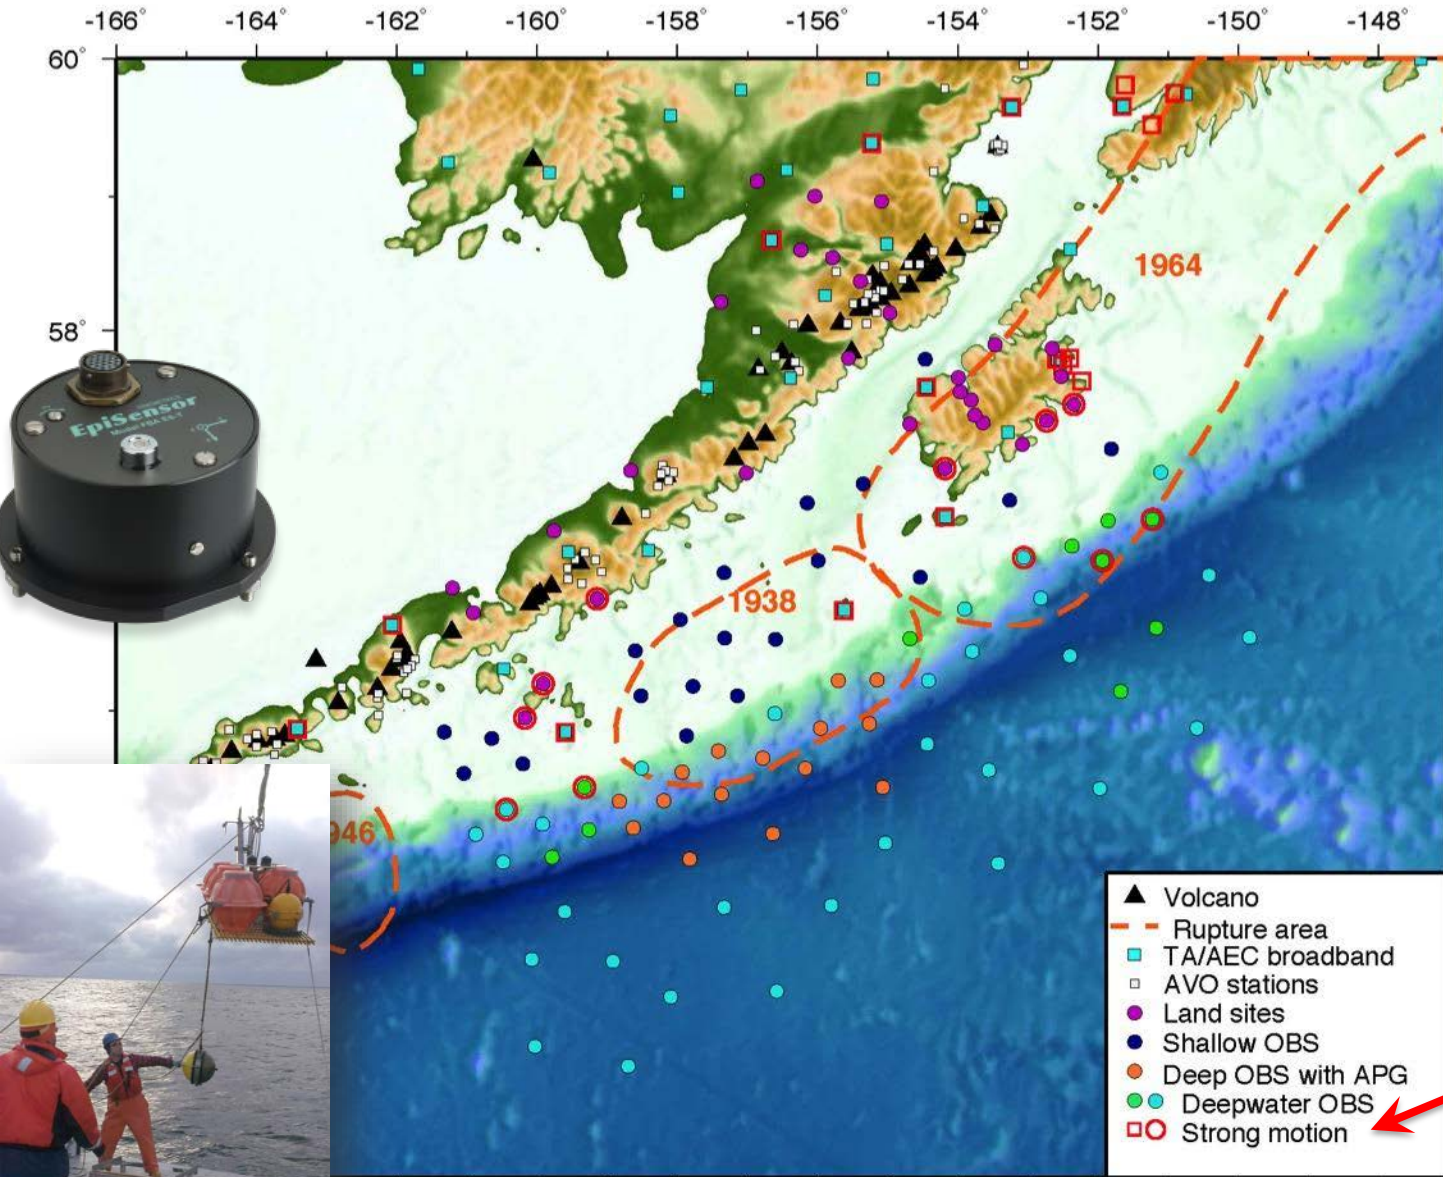 -166° -164° -162° -160° -158° -156° -154° -152° -150° -148°
60°
58°
1964
EpiSensor
1938
946
Volcano
Rupture area
TA/AEC broadband
AVO stations
Land sites
Shallow OBS
Deep OBS with APG
Deepwater OBS
Strong motion